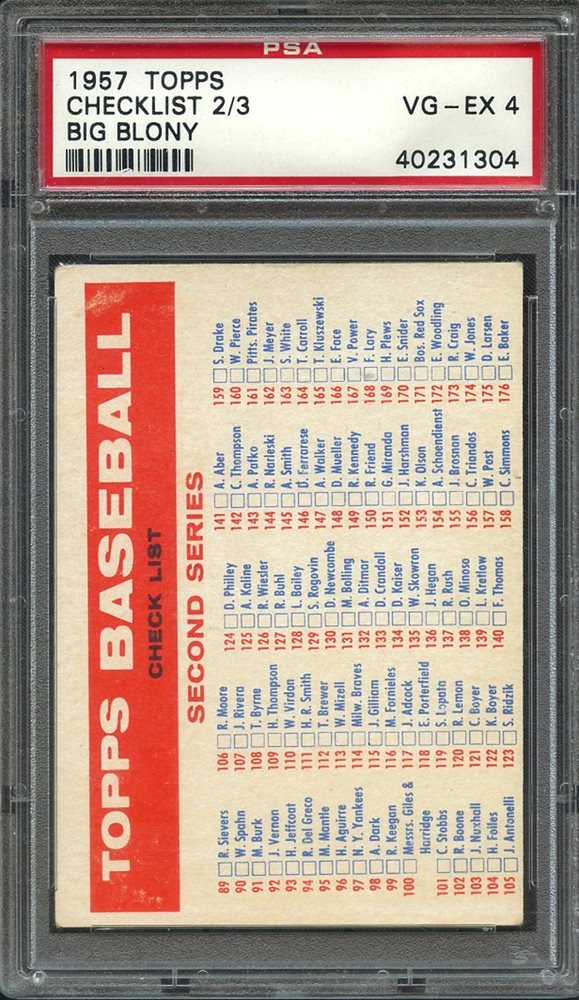 PSA
1957 TOPPS
CHECKLIST 2/3
BIG BLONY
VG-EX 4
40231304
TOPPS BASEBALL
CHECK LIST
SECOND SERIES
89 R. Sievers
90 W. Spahn
91 M. Burk
92 J. Vernon
93 H. Jeffcoat
94 R. Del Greco
95 M. Mantle
96 H. Aguirre
97 N. Y. Yankees
98 A. Dark
99 R. Keegan
100 Messrs. Giles &
Harridge
101 C. Stobbs
102 R. Boone
103 J. Nuxhall
104 H. Foiles
105 J. Antonelli
106 R. Moore
107 J. Rivera
108 T. Byrne
109 H. Thompson
110 W. Virdon
111 H. R. Smith
112 T. Brewer
113 W. Mizell
114 Milw. Braves
115 J. Gilliam
116 M. Fornieles
117 J. Adcock
118 E. Porterfield
119 S. Lopata
120 R. Lemon
121 C. Boyer
122 K. Boyer
123 S. Ridzik
124 D. Philley
125 A. Kaline
126 R. Wiesler
127 R. Buhl
128 L. Bailey
129 S. Rogovin
130 D. Newcombe
131 M. Bolling
132 A. Ditmar
133 D. Crandall
134 D. Kaiser
135 W. Skowron
136 J. Hegan
137 R. Rush
138 O. Minoso
139 L. Kretlow
140 F. Thomas
141 A. Aber
142 C. Thompson
143 A. Pafko
144 R. Narleski
145 A. Smith
146 D. Ferrarese
147 A. Walker
148 D. Mueller
149 R. Kennedy
150 R. Friend
151 G. Miranda
152 J. Harshman
153 K. Olson
154 A. Schoendienst
155 J. Brosnan
156 C. Triandos
157 W. Post
158 C. Simmons
159 S. Drake
160 W. Pierce
161 Pitts. Pirates
162 J. Meyer
163 S. White
164 T. Carroll
165 T. Kluszewski
166 E. Face
167 V. Power
168 F. Lary
169 H. Plews
170 E. Snider
171 Bos. Red Sox
172 E. Woodling
173 R. Craig
174 W. Jones
175 D. Larsen
176 E. Baker